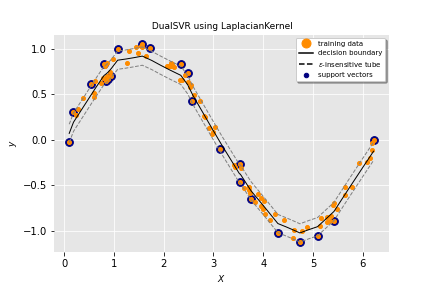 DualSVR using LaplacianKernel
training data
decision boundary
ε-insensitive tube
support vectors
y
1.0
0.5
0.0
−0.5
−1.0
0
1
2
3
4
5
6
X